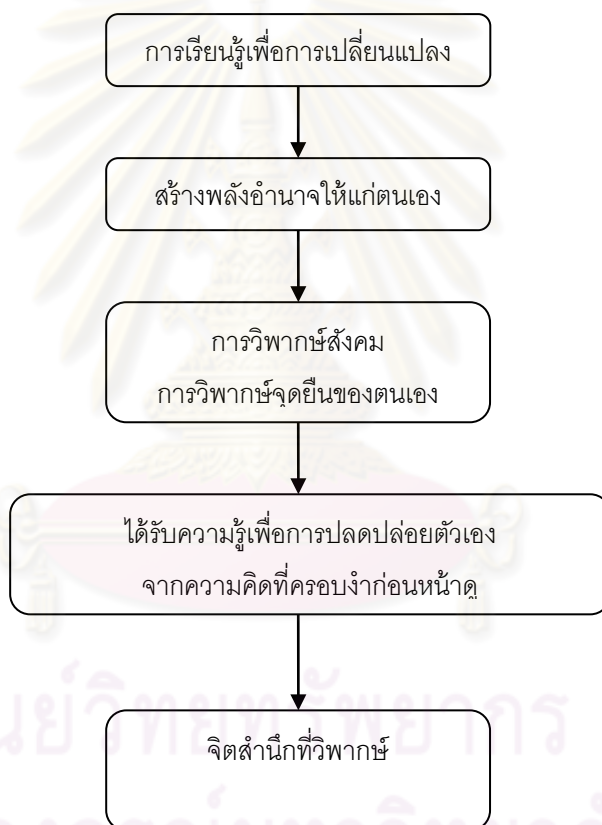 การเรียนรู้เพื่อการเปลี่ยนแปลง
สร้างพลังอำนาจให้แก่ตนเอง
การวิพากษ์สังคม
การวิพากษ์จุดยืนของตนเอง
ได้รับความรู้เพื่อการปลดปล่อยตัวเอง
จากความคิดที่ครอบงำก่อนหน้าดุ
จิตสำนึกที่วิพากษ์